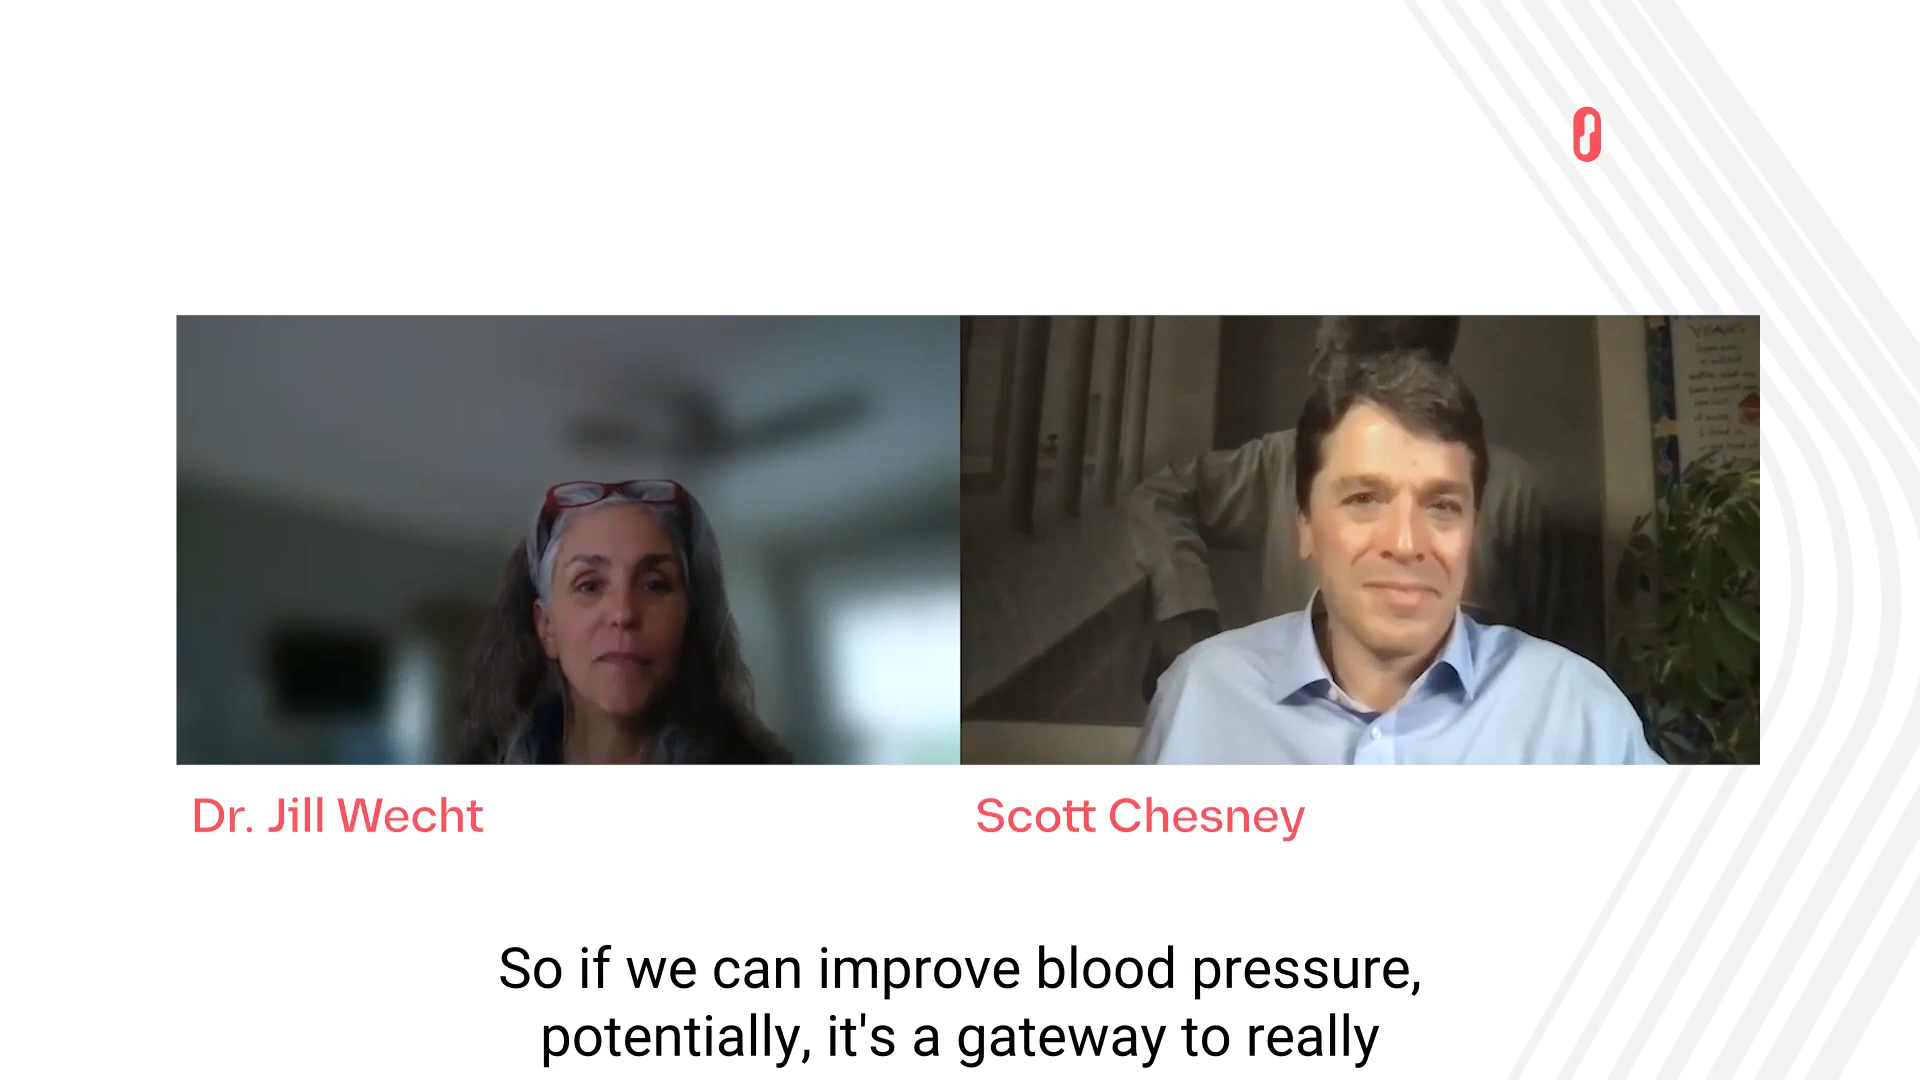 Dr. Jill Wecht
Scott Chesney
So if we can improve blood pressure,
potentially, it's a gateway to really